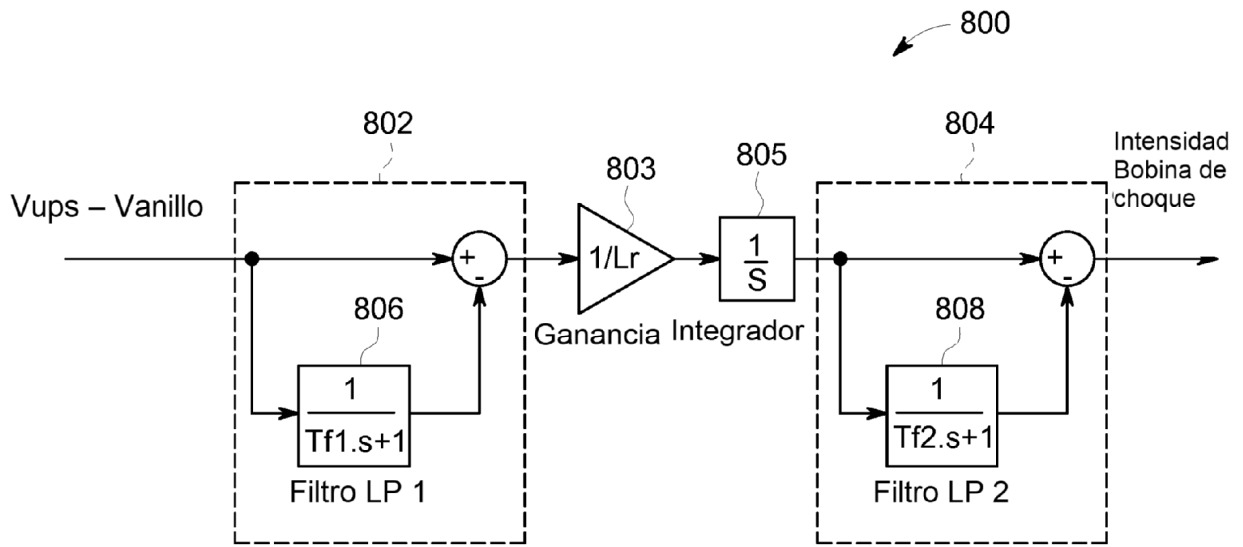 800
802
804
803
805
Intensidad
Bobina de
choque
Vups – Vanillo
+
-
1/Lr
1
S
+
-
Ganancia
Integrador
806
808
1
Tf1.s+1
1
Tf2.s+1
Filtro LP 1
Filtro LP 2